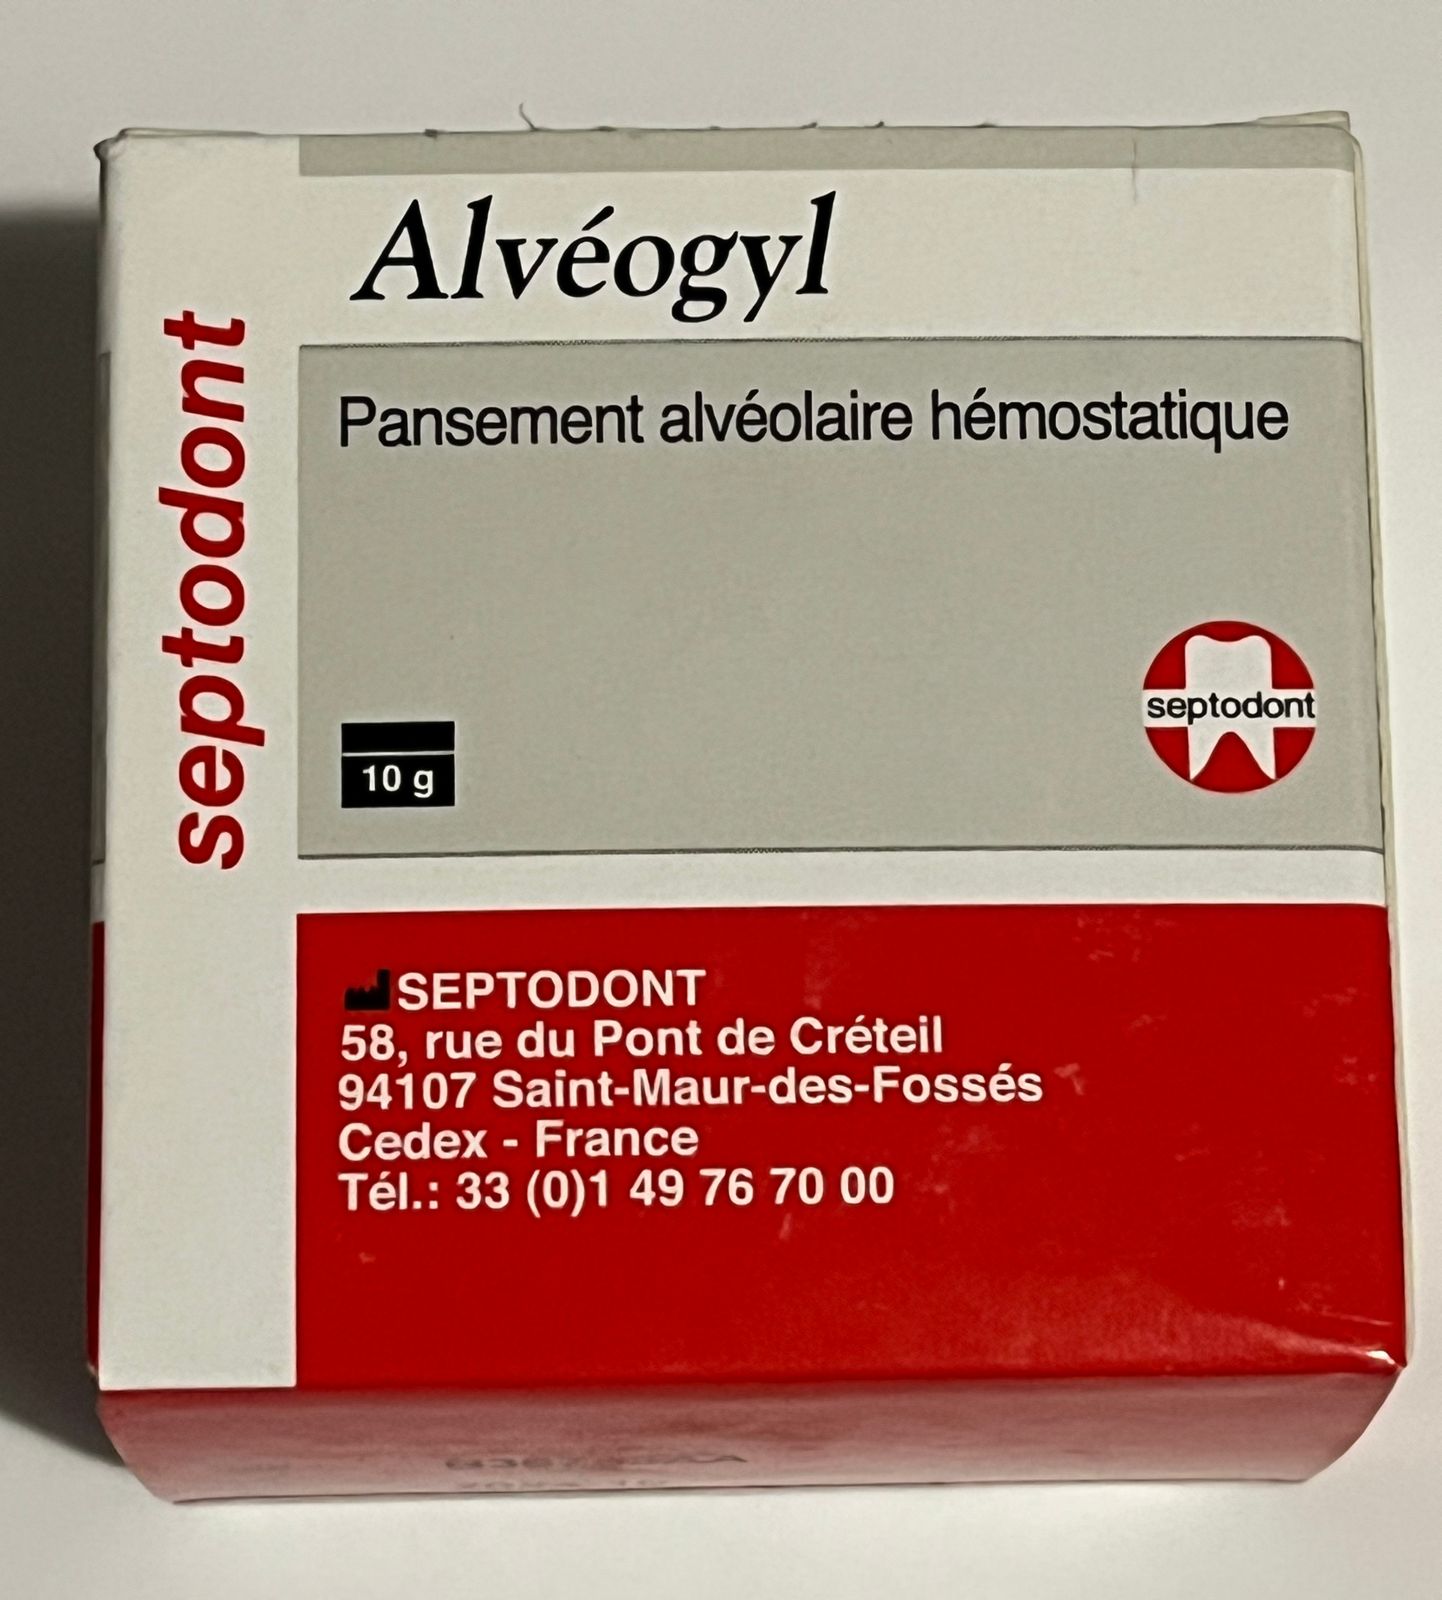 Alvéogyl
septodont
Pansement alvéolaire hémostatique
septodont
10 g
SEPTODONT
58, rue du Pont de Créteil
94107 Saint-Maur-des-Fossés
Cedex - France
Tél.: 33 (0)1 49 76 70 00